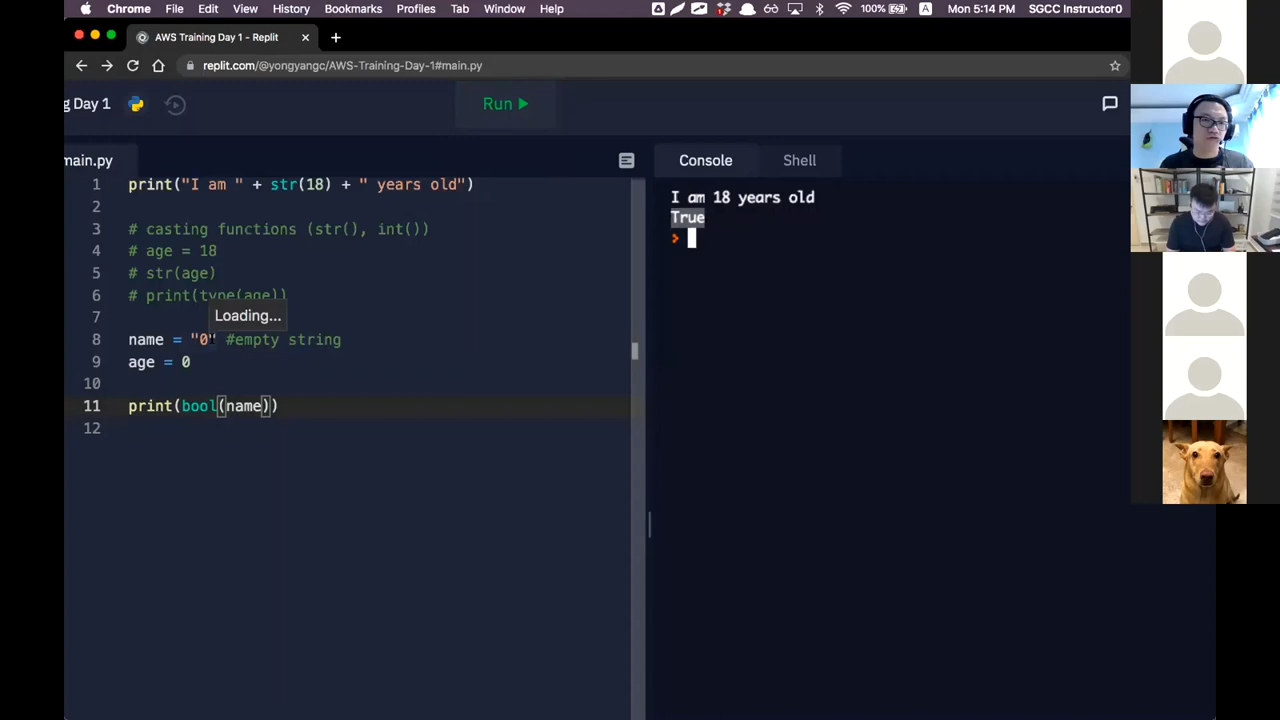 Chrome File Edit View History Bookmarks Profiles Tab Window Help 100% A Mon 5:14 PM SGCC Instructor0
AWS Training Day 1 - Replit
replit.com/@yongyangc/AWS-Training-Day-1#main.py
g Day 1 Run
main.py Console Shell
1 print("I am " + str(18) + " years old")
2
3 # casting functions (str(), int())
4 # age = 18
5 # str(age)
6 # print(type(age))
7
Loading...
8 name = "0" #empty string
9 age = 0
10
11 print(bool(name))
12
I am 18 years old
True
>